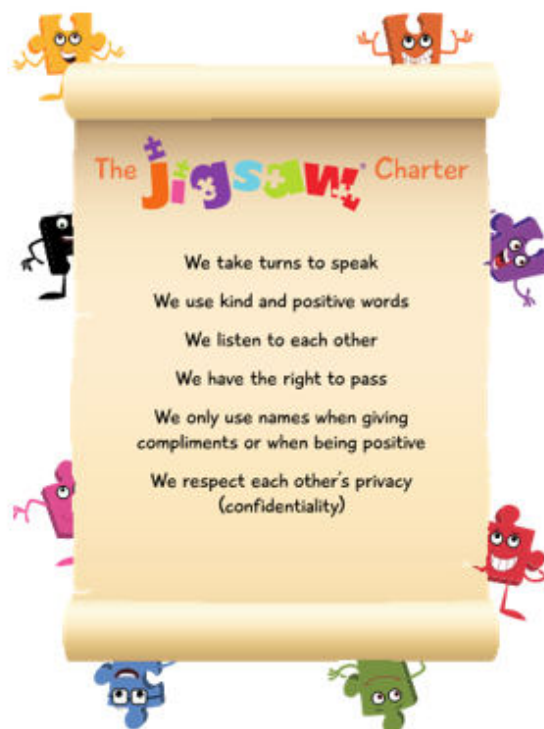 The jigsaw Charter
We take turns to speak
We use kind and positive words
We listen to each other
We have the right to pass
We only use names when giving
compliments or when being positive
We respect each other's privacy
(confidentiality)